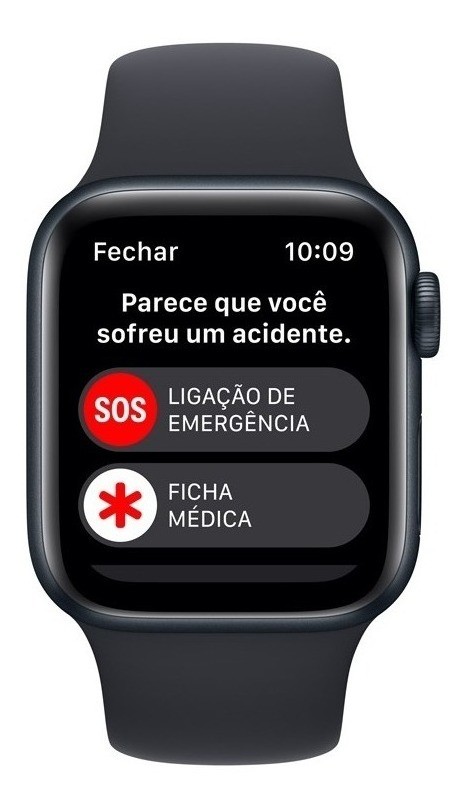 Fechar 10:09
Parece que você
sofreu um acidente.
SOS LIGAÇÃO DE
EMERGÊNCIA
FICHA
MÉDICA